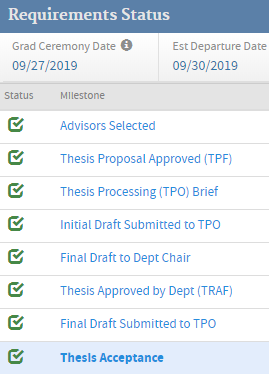 Requirements Status
Grad Ceremony Date
Est Departure Date
09/27/2019
09/30/2019
Status
Milestone
Advisors Selected
Thesis Proposal Approved (TPF)
Thesis Processing (TPO) Brief
Initial Draft Submitted to TPO
Final Draft to Dept Chair
Thesis Approved by Dept (TRAF)
Final Draft Submitted to TPO
Thesis Acceptance